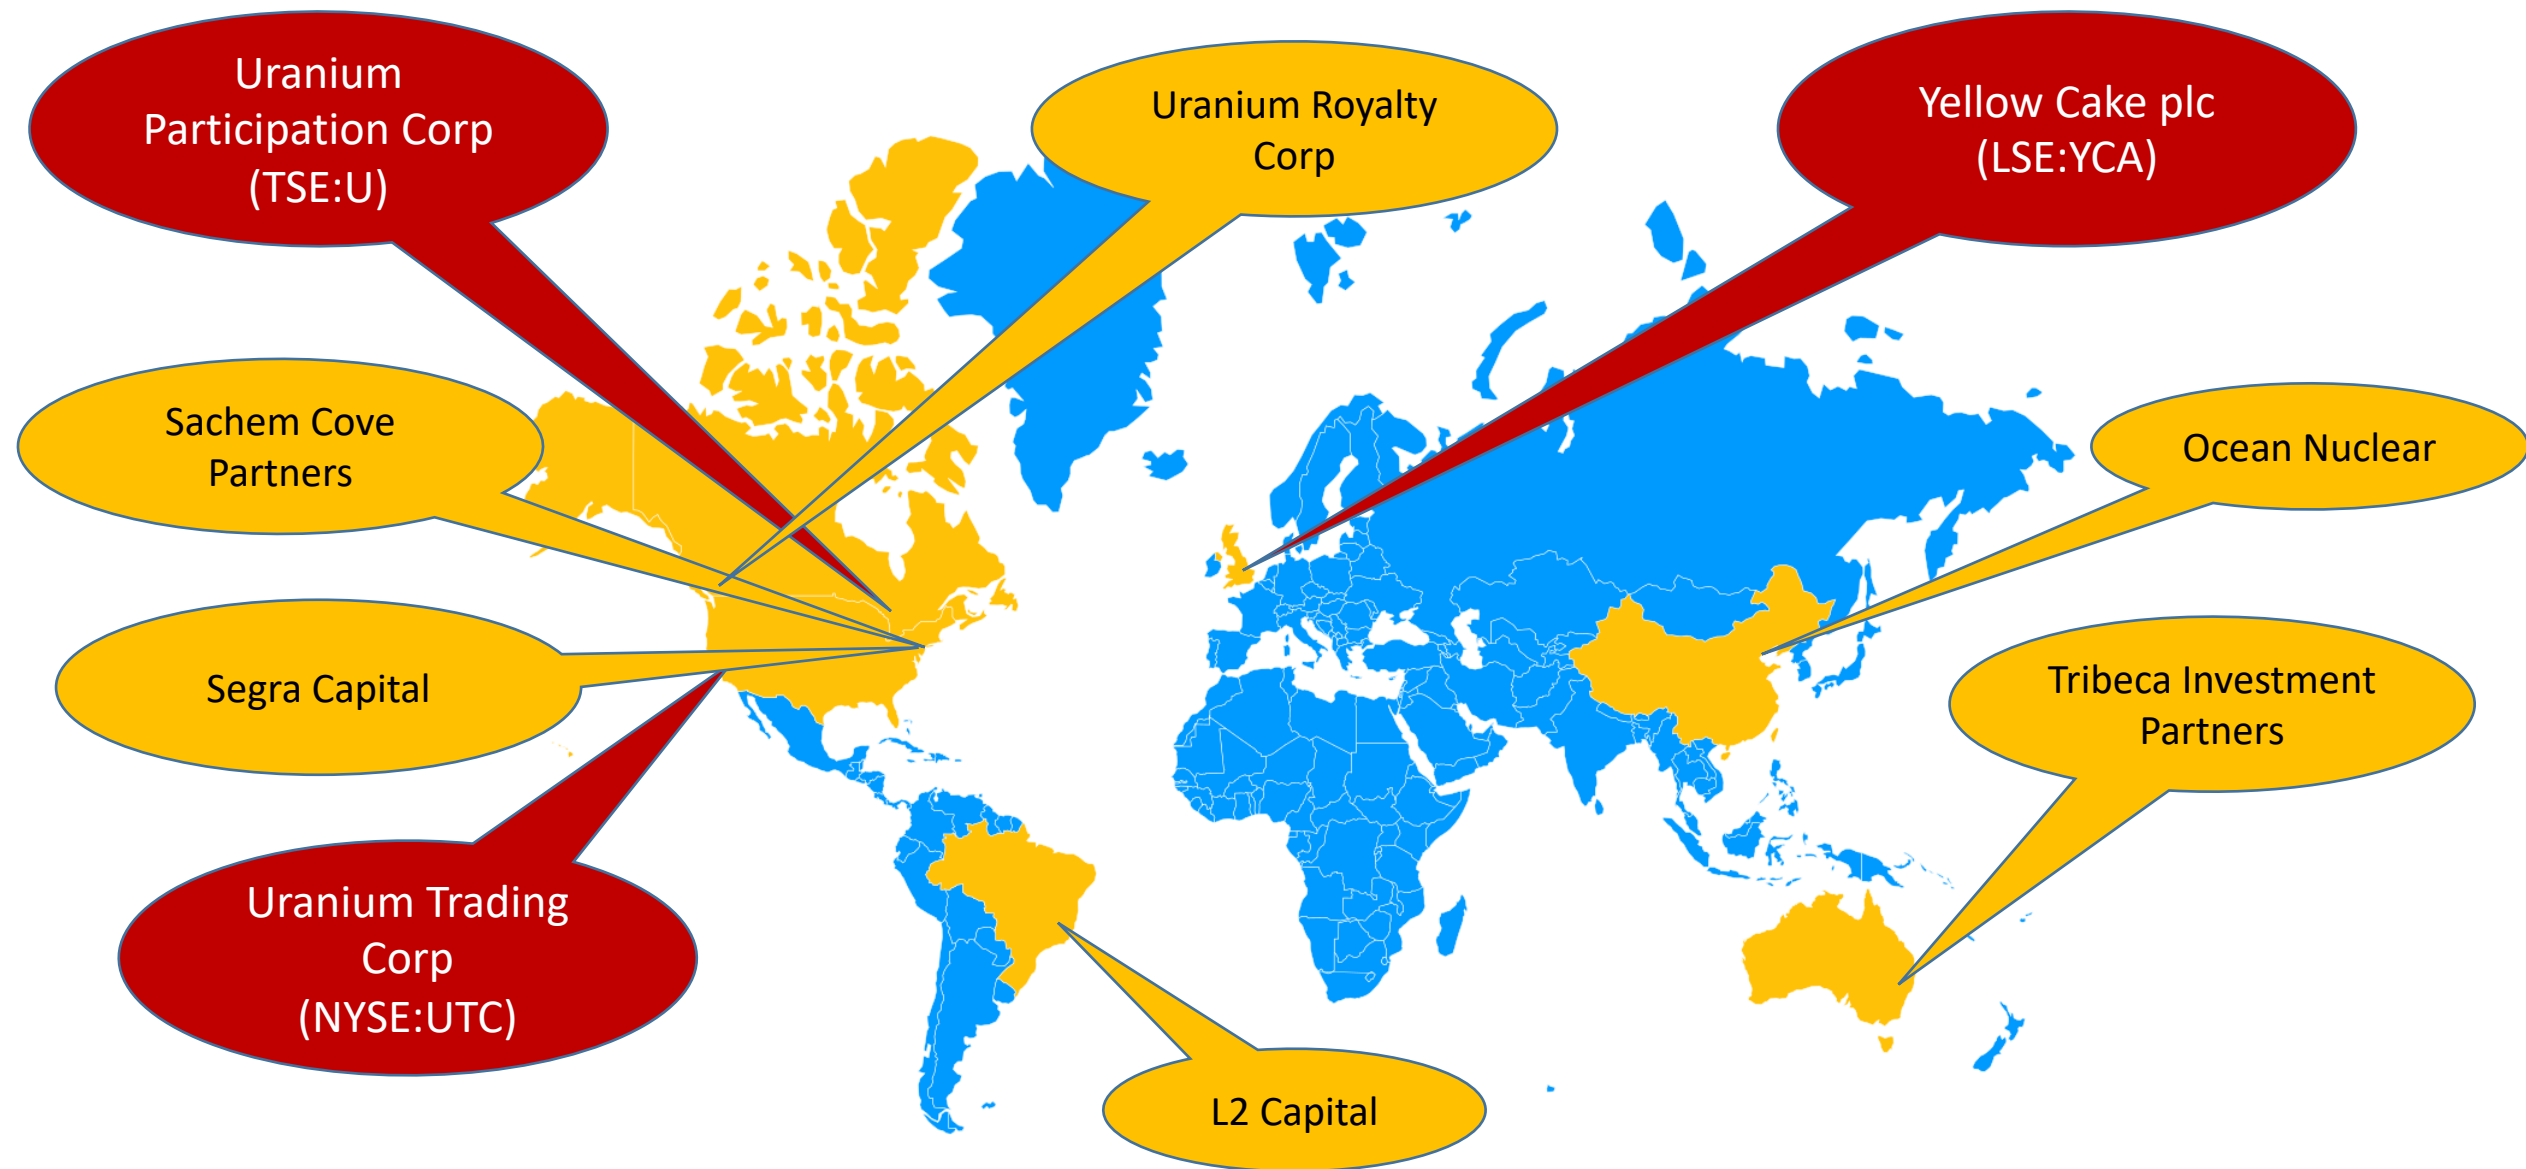 Uranium
Participation Corp
(TSE:U)
Uranium Royalty
Corp
Yellow Cake plc
(LSE:YCA)
Sachem Cove
Partners
Ocean Nuclear
Segra Capital
Tribeca Investment
Partners
Uranium Trading
Corp
(NYSE:UTC)
L2 Capital